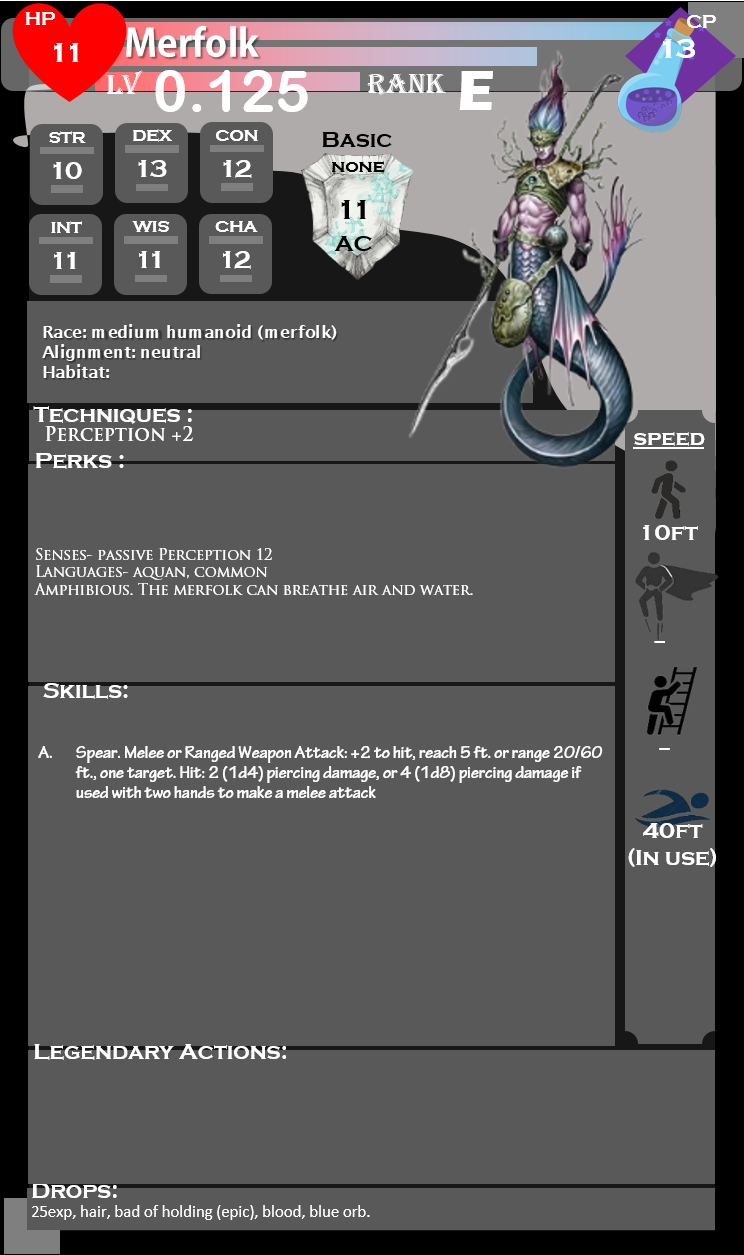 HP
11
Merfolk
CP
13
LV 0.125 RANK E
STR
10
DEX
13
CON
12
INT
11
WIS
11
CHA
12
BASIC
NONE
11
AC
Race: medium humanoid (merfolk)
Alignment: neutral
Habitat:
TECHNIQUES :
PERCEPTION +2
PERKS :
SENSES- PASSIVE PERCEPTION 12
LANGUAGES- AQUAN, COMMON
AMPHIBIOUS. THE MERFOLK CAN BREATHE AIR AND WATER.
SPEED
10FT
–
–
40FT
(IN USE)
SKILLS:
A. Spear. Melee or Ranged Weapon Attack: +2 to hit, reach 5 ft. or range 20/60
ft., one target. Hit: 2 (1d4) piercing damage, or 4 (1d8) piercing damage if
used with two hands to make a melee attack
LEGENDARY ACTIONS:
DROPS:
25exp, hair, bad of holding (epic), blood, blue orb.